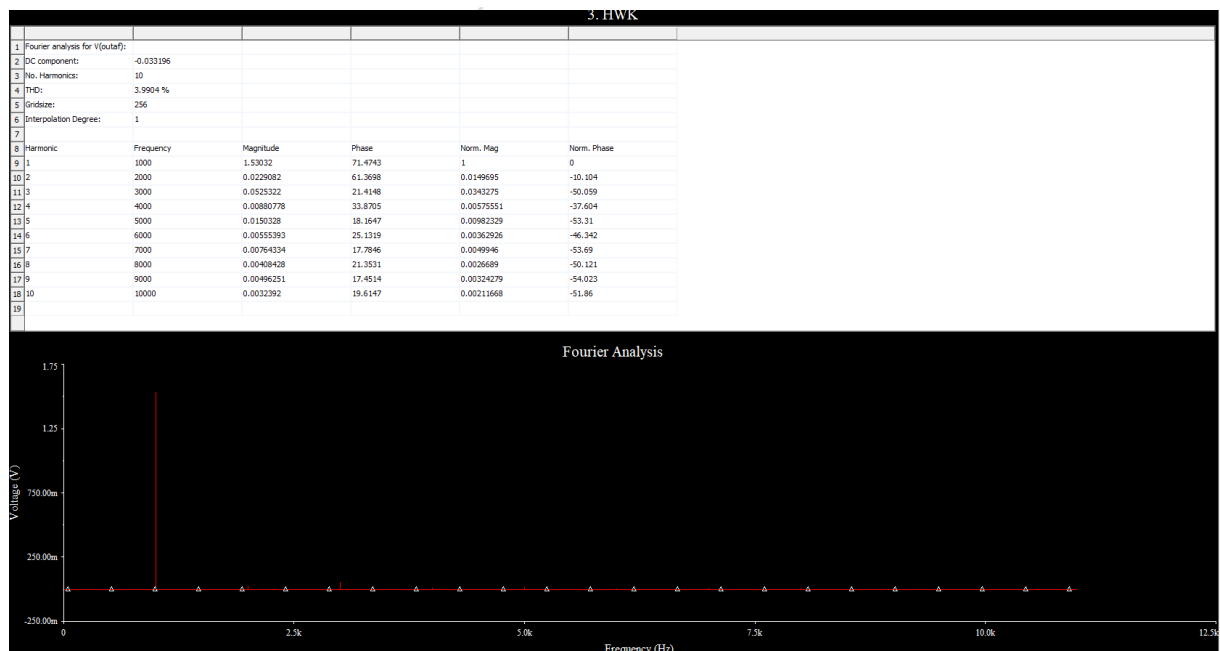 3. HWK
1 Fourier analysis for V(outaf):
2 DC component: -0.033196
3 No. Harmonics: 10
4 THD: 3.9904 %
5 Gridsize: 256
6 Interpolation Degree: 1
7
8 Harmonic Frequency Magnitude Phase Norm. Mag Norm. Phase
9 1 1000 1.53032 71.4743 1 0
10 2 2000 0.0229082 61.3698 0.0149695 -10.104
11 3 3000 0.0525322 21.4148 0.0343275 -50.059
12 4 4000 0.00880778 33.8705 0.00575551 -37.604
13 5 5000 0.0150328 18.1647 0.00982329 -53.31
14 6 6000 0.00555393 25.1319 0.00362926 -46.342
15 7 7000 0.00764334 17.7846 0.0049946 -53.69
16 8 8000 0.00408428 21.3531 0.0026689 -50.121
17 9 9000 0.00496251 17.4514 0.00324279 -54.023
18 10 10000 0.0032392 19.6147 0.00211668 -51.86
19
Fourier Analysis
1.75
1.25
750.00m
250.00m
-250.00m
Voltage (V)
0 2.5k 5.0k 7.5k 10.0k 12.5k
Frequency (Hz)